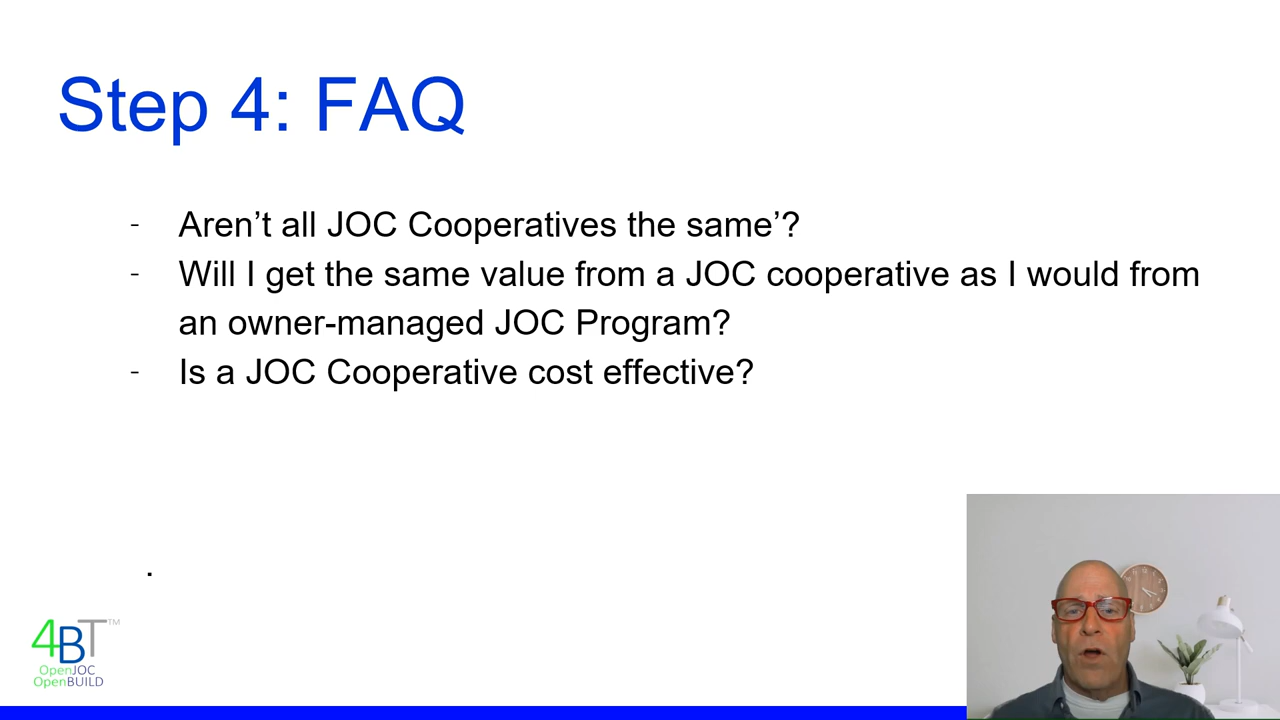 Step 4: FAQ
- Aren’t all JOC Cooperatives the same’?
- Will I get the same value from a JOC cooperative as I would from
an owner-managed JOC Program?
- Is a JOC Cooperative cost effective?
.
4BT™
OpenJOC
OpenBUILD